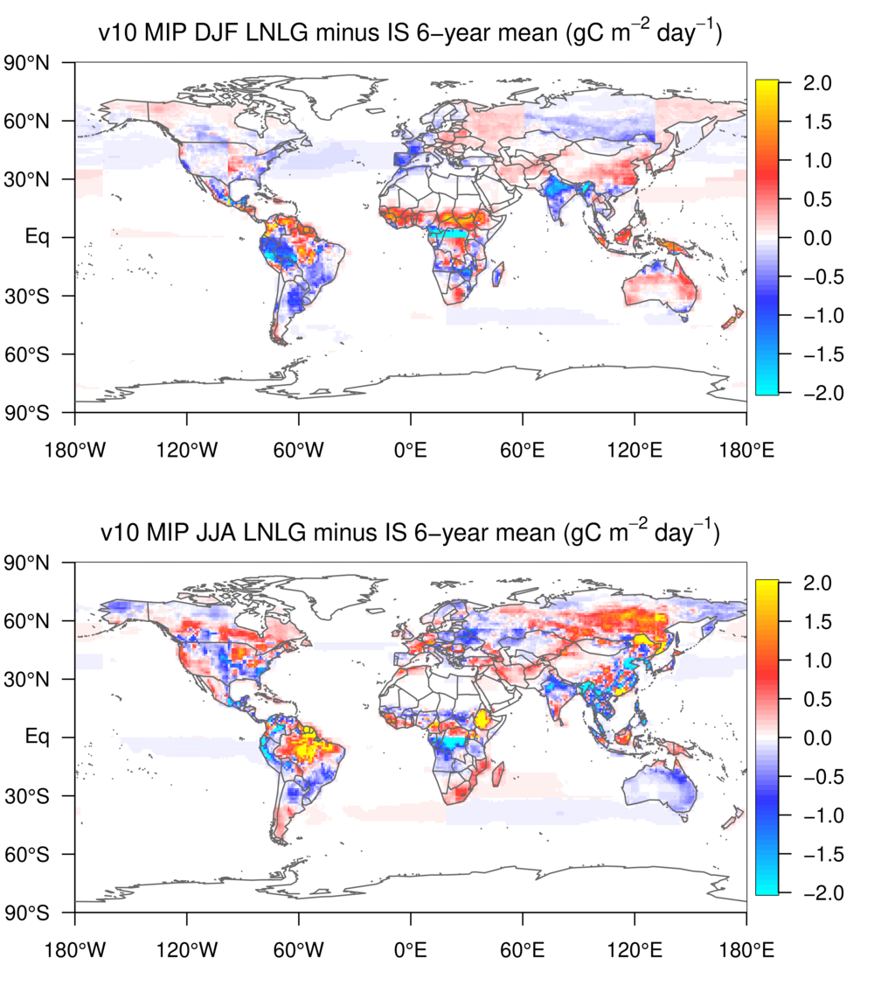 v10 MIP DJF LNLG minus IS 6−year mean (gC m−2 day−1)
90°N
60°N
30°N
Eq
30°S
60°S
90°S
180°W 120°W 60°W 0°E 60°E 120°E 180°E
2.0
1.5
1.0
0.5
0.0
−0.5
−1.0
−1.5
−2.0
v10 MIP JJA LNLG minus IS 6−year mean (gC m−2 day−1)
90°N
60°N
30°N
Eq
30°S
60°S
90°S
180°W 120°W 60°W 0°E 60°E 120°E 180°E
2.0
1.5
1.0
0.5
0.0
−0.5
−1.0
−1.5
−2.0